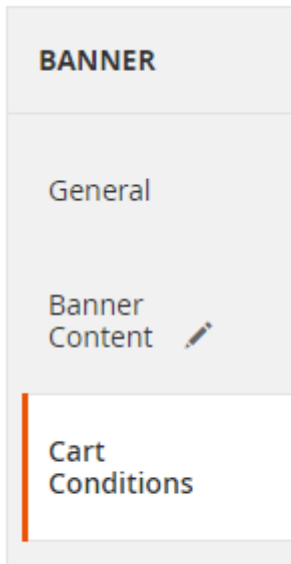 BANNER
General
Banner
Content
Cart
Conditions